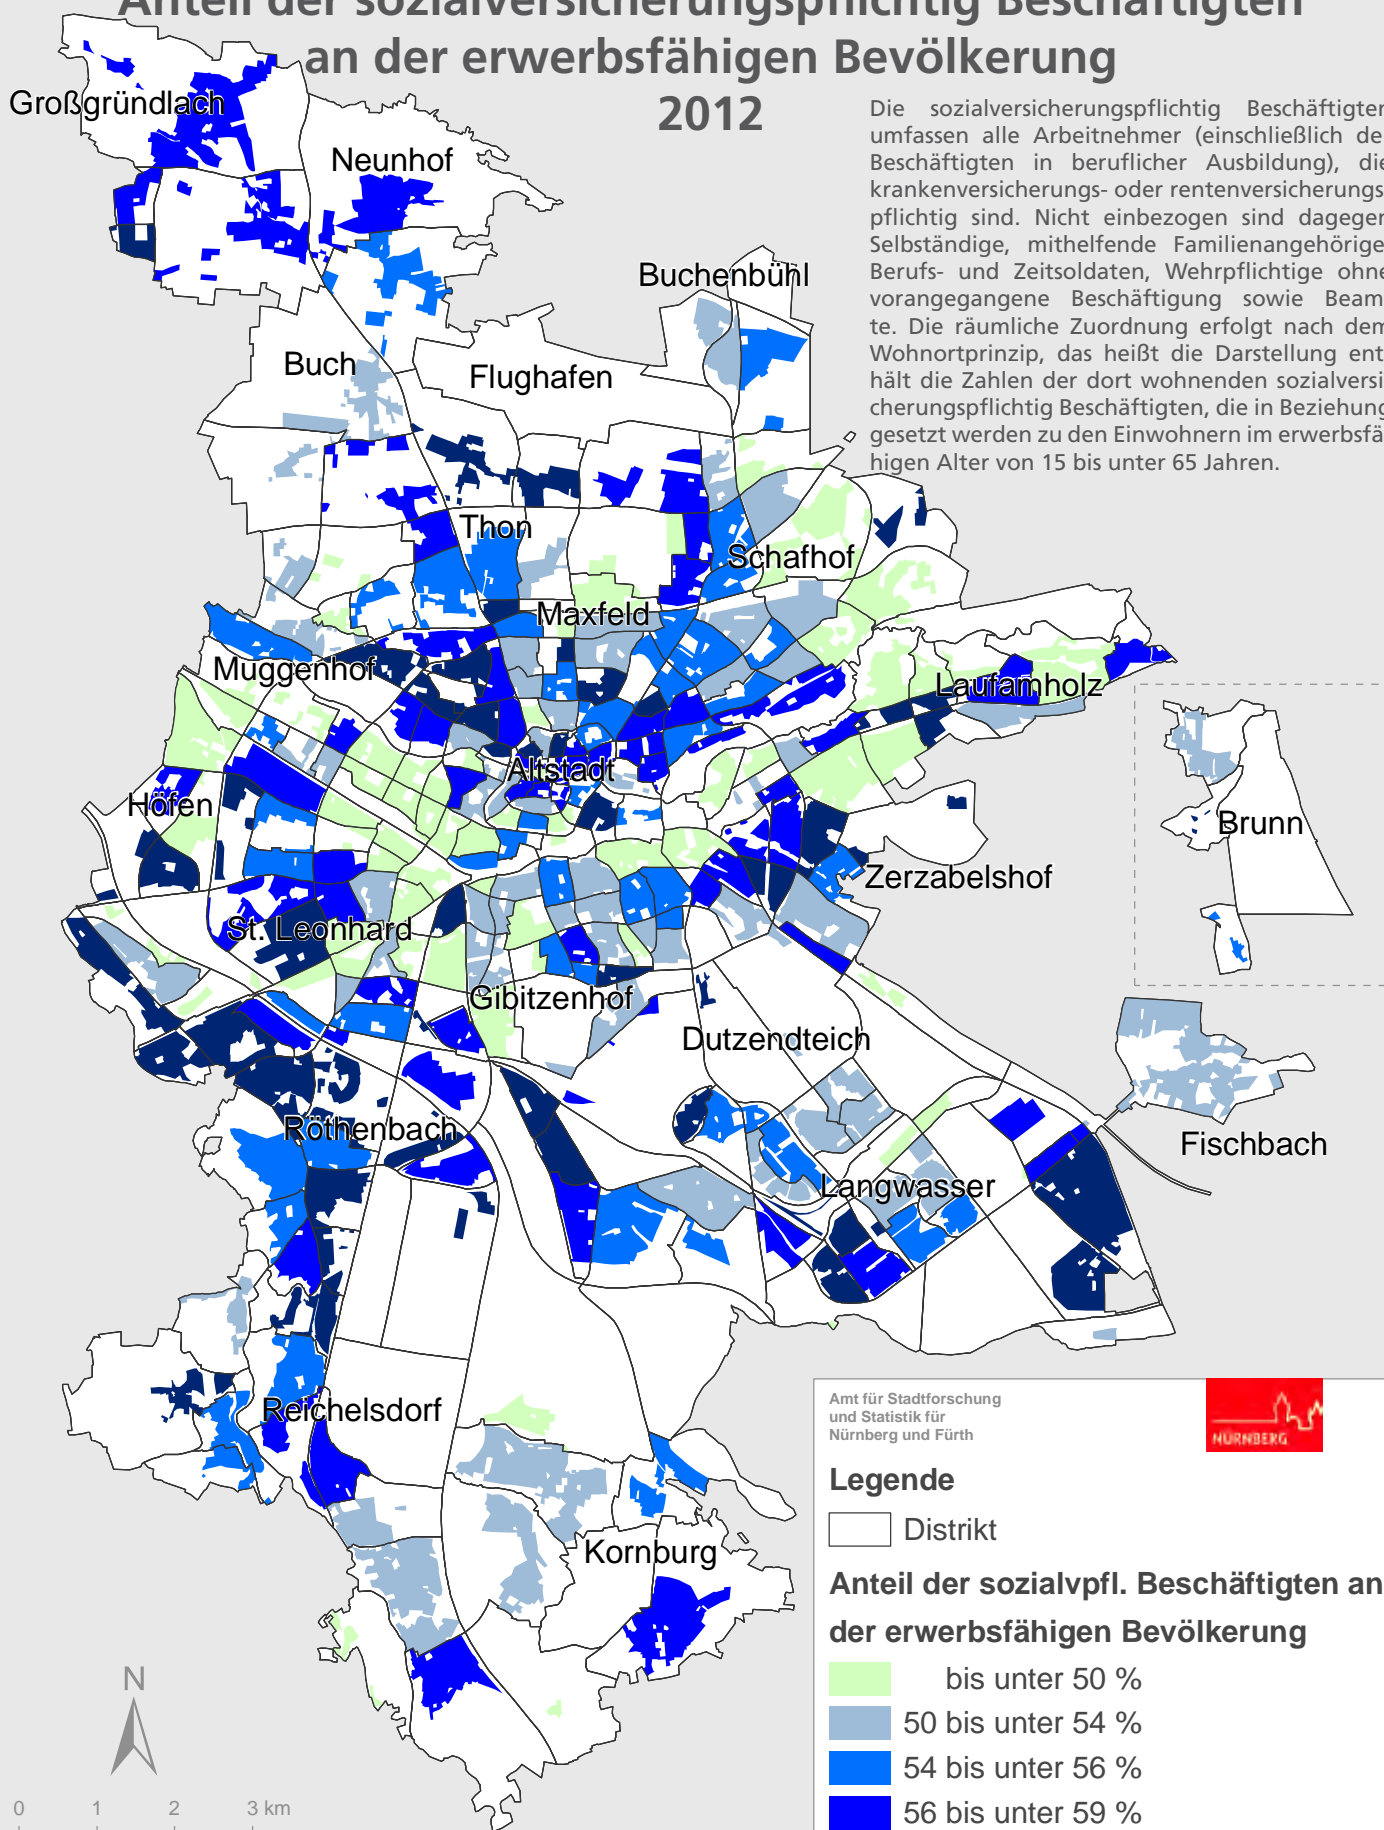 Anteil der sozialversicherungspflichtig Beschäftigten
an der erwerbsfähigen Bevölkerung
2012
Die sozialversicherungspflichtig Beschäftigten
umfassen alle Arbeitnehmer (einschließlich de
Beschäftigten in beruflicher Ausbildung), die
krankenversicherungs- oder rentenversicherungs
pflichtig sind. Nicht einbezogen sind dagegen
Selbständige, mithelfende Familienangehörige
Berufs- und Zeitsoldaten, Wehrpflichtige ohne
vorangegangene Beschäftigung sowie Beam
te. Die räumliche Zuordnung erfolgt nach dem
Wohnortprinzip, das heißt die Darstellung ent
hält die Zahlen der dort wohnenden sozialversi
cherungspflichtig Beschäftigten, die in Beziehung
gesetzt werden zu den Einwohnern im erwerbsfä
higen Alter von 15 bis unter 65 Jahren.
Großgründlach
Neunhof
Buchenbühl
Buch
Flughafen
Thon
Schafhof
Maxfeld
Muggenhof
Laufamholz
Altstadt
Höfen
Brunn
Zerzabelshof
St. Leonhard
Gibitzenhof
Dutzendteich
Röthenbach
Fischbach
Langwasser
Reichelsdorf
Kornburg
Amt für Stadtforschung
und Statistik für
Nürnberg und Fürth
NÜRNBERG
Legende
Distrikt
Anteil der sozialvpfl. Beschäftigten an
der erwerbsfähigen Bevölkerung
bis unter 50 %
50 bis unter 54 %
54 bis unter 56 %
56 bis unter 59 %
N
0 1 2 3 km